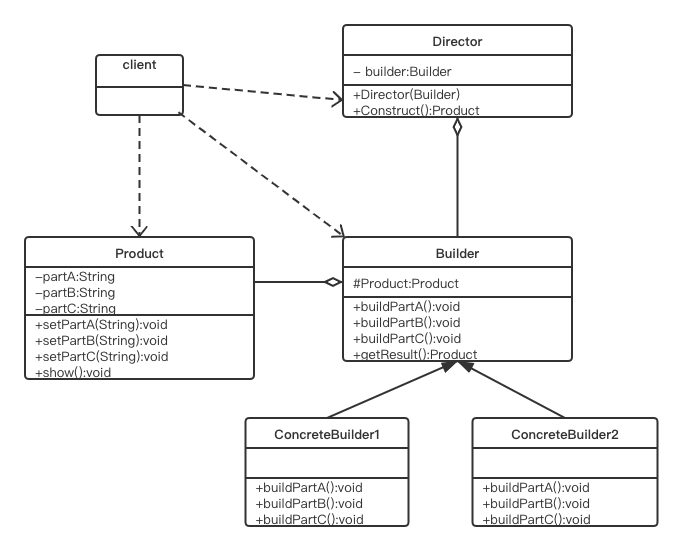 client
Director
- builder:Builder
+Director(Builder)
+Construct():Product
Product
-partA:String
-partB:String
-partC:String
+setPartA(String):void
+setPartB(String):void
+setPartC(String):void
+show():void
Builder
#Product:Product
+buildPartA():void
+buildPartB():void
+buildPartC():void
+getResult():Product
ConcreteBuilder1
+buildPartA():void
+buildPartB():void
+buildPartC():void
ConcreteBuilder2
+buildPartA():void
+buildPartB():void
+buildPartC():void